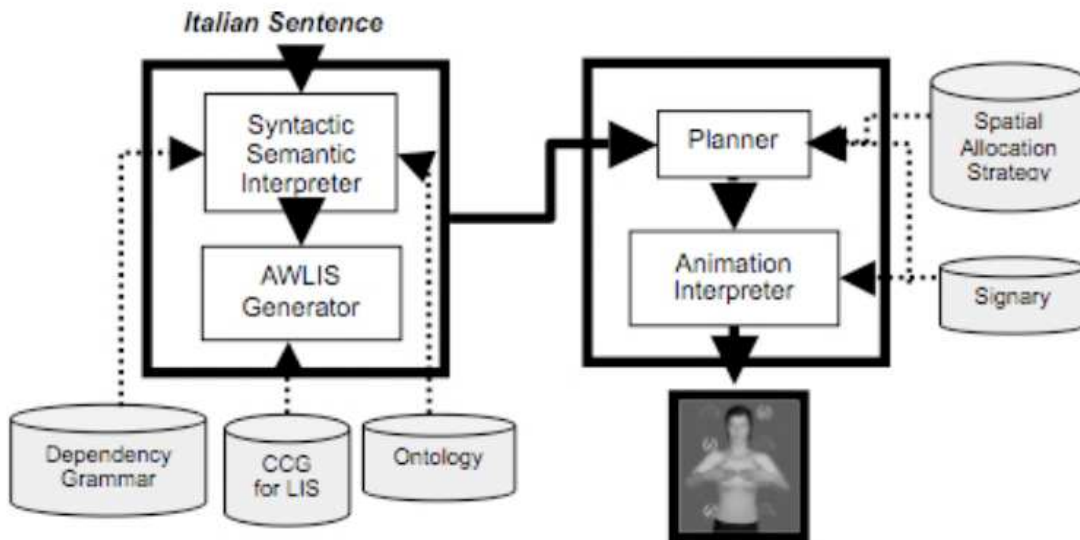 Italian Sentence
Syntactic
Semantic
Interpreter
AWLIS
Generator
Dependency
Grammar
CCG
for LIS
Ontology
Planner
Animation
Interpreter
Spatial
Allocation
Strategy
Signary